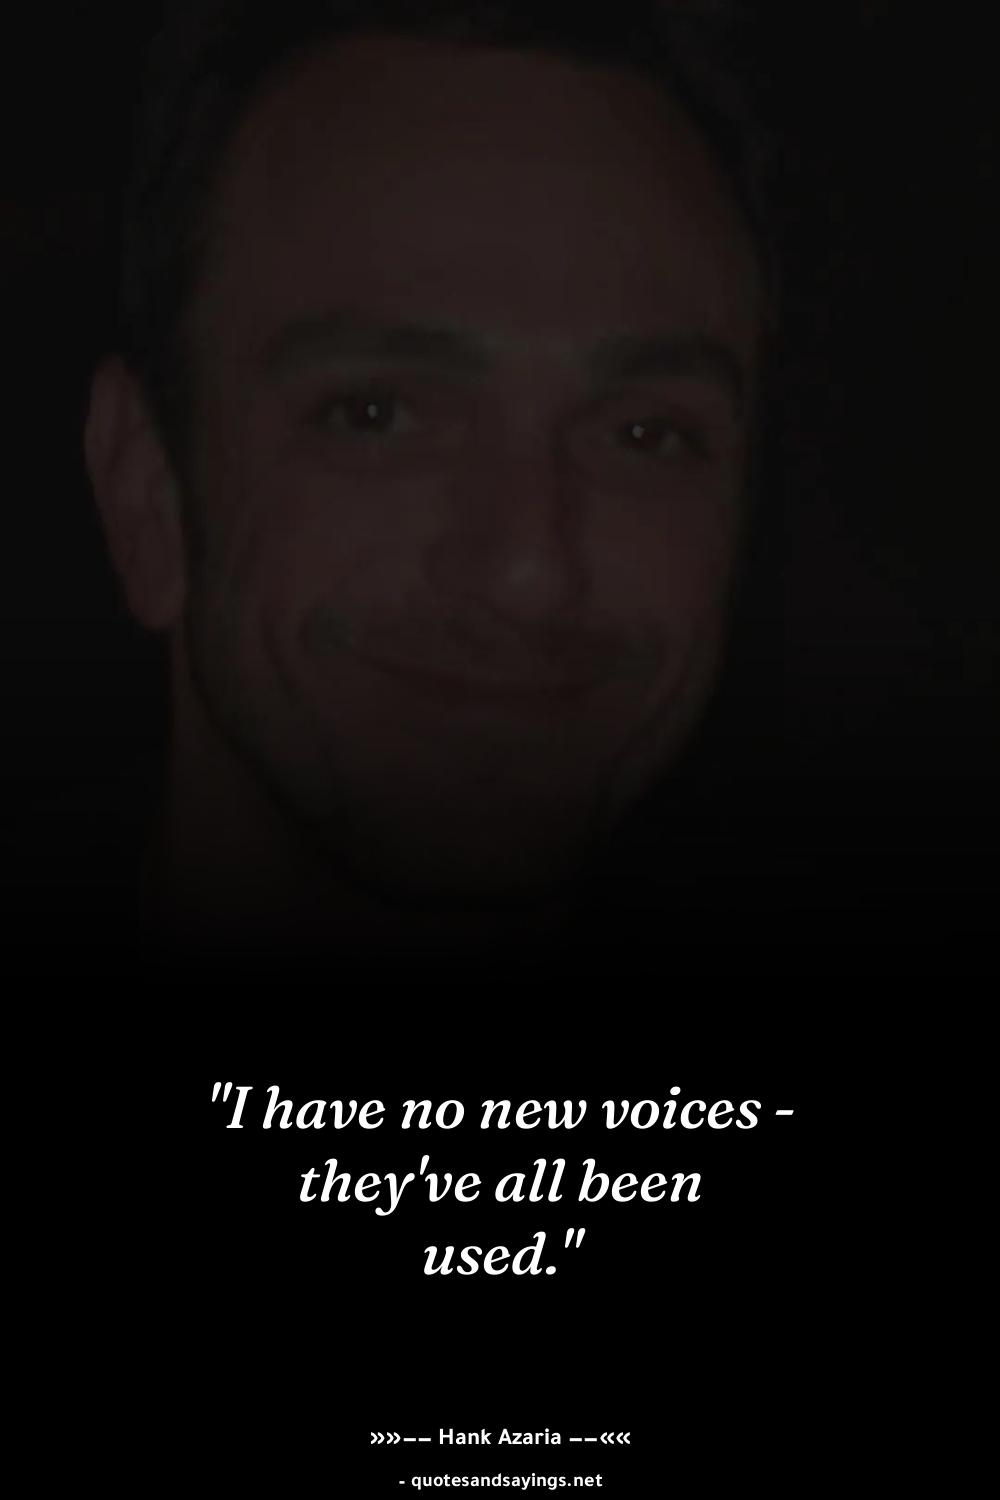 "I have no new voices -
they've all been
used."
»»–– Hank Azaria ––««
- quotesandsayings.net